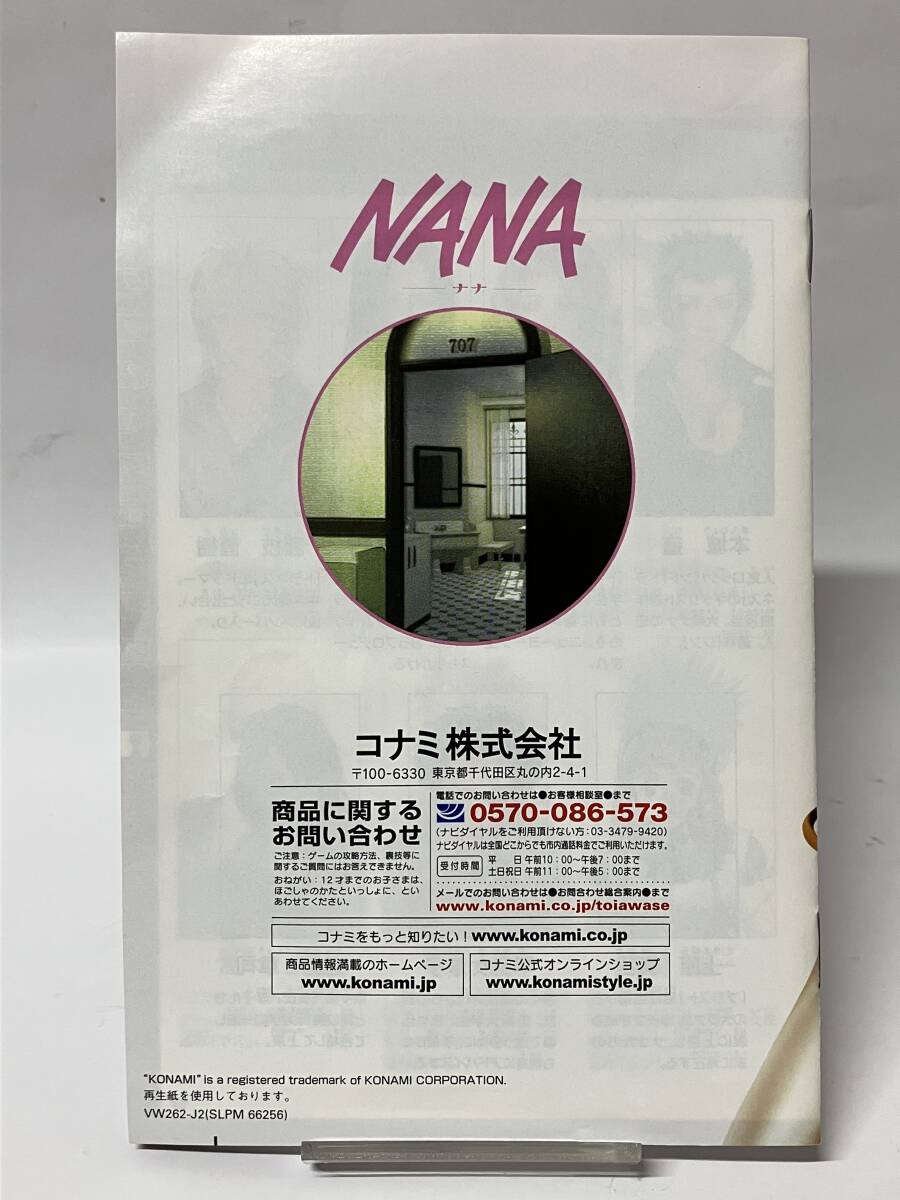 NANA
ナナ
707
コナミ株式会社
〒100-6330 東京都千代田区丸の内2-4-1
商品に関する
お問い合わせ
ご注意：ゲームの攻略方法、裏技等に
関するご質問にはお答えできません。
おねがい：12才までのお子さまは、
ほごしゃのかたといっしょに、とい
あわせてください。
電話でのお問い合わせは●お客様相談室●まで
0570-086-573
(ナビダイヤルをご利用頂けない方：03-3479-9420)
ナビダイヤルは全国どこからでも市内通話料金でご利用いただけます。
受付時間 平　日 午前10：00〜午後7：00まで
土日祝日 午前11：00〜午後5：00まで
メールでのお問い合わせは●お問合わせ総合案内●まで
www.konami.co.jp/toiawase
コナミをもっと知りたい！www.konami.co.jp
商品情報満載のホームページ
www.konami.jp
コナミ公式オンラインショップ
www.konamistyle.jp
"KONAMI" is a registered trademark of KONAMI CORPORATION.
再生紙を使用しております。
VW262-J2(SLPM 66256)